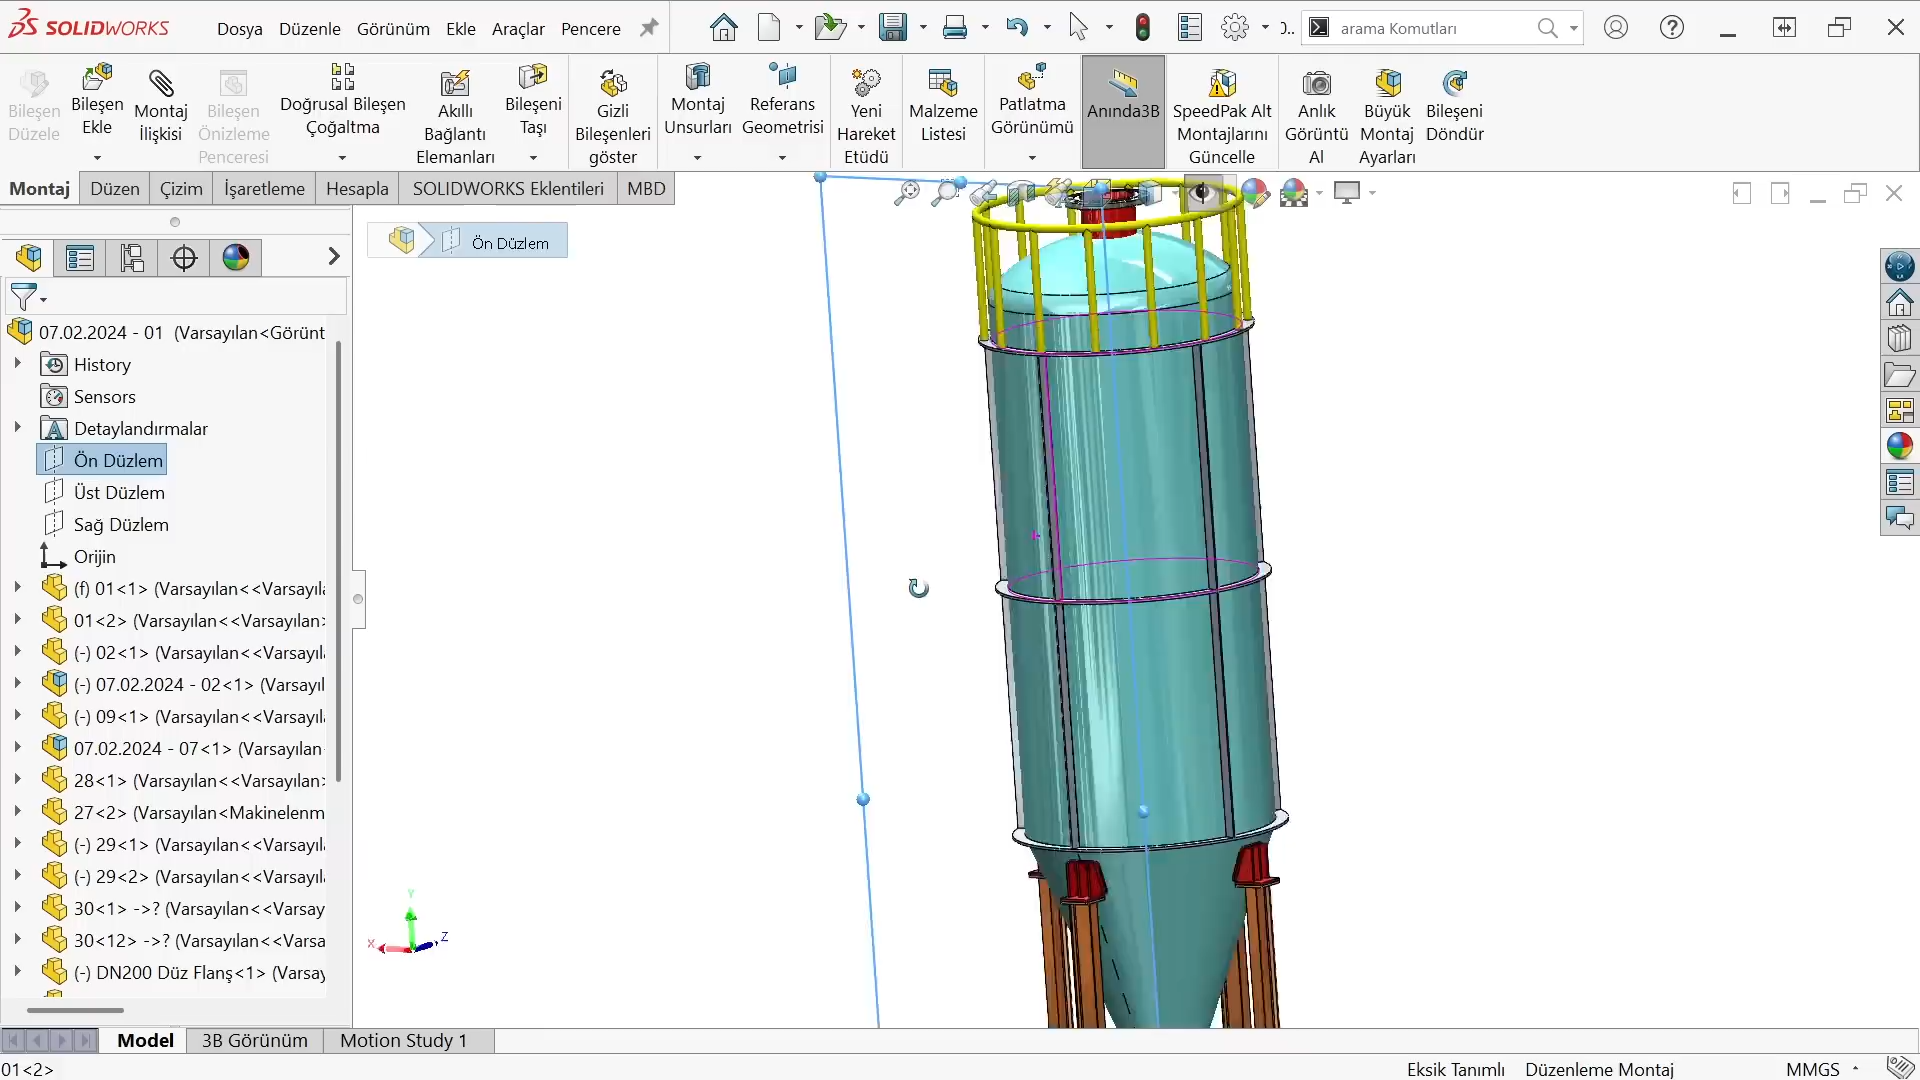 SOLIDWORKS
Dosya Düzenle Görünüm Ekle Araçlar Pencere
arama Komutları
Bileşen Düzele
Bileşen Ekle
Montaj İlişkisi
Bileşen Önizleme Penceresi
Doğrusal Bileşen Çoğaltma
Akıllı Bağlantı Elemanları
Bileşeni Taşı
Gizli Bileşenleri göster
Montaj Unsurları
Referans Geometrisi
Yeni Hareket Etüdü
Malzeme Listesi
Patlatma Görünümü
Anında3B
SpeedPak Alt Montajlarını Güncelle
Anlık Görüntü Al
Büyük Montaj Ayarları
Bileşeni Döndür
Montaj Düzen Çizim İşaretleme Hesapla SOLIDWORKS Eklentileri MBD
Ön Düzlem
07.02.2024 - 01 (Varsayılan<Görünt
History
Sensors
Detaylandırmalar
Ön Düzlem
Üst Düzlem
Sağ Düzlem
Orijin
(f) 01<1> (Varsayılan<<Varsayıla
01<2> (Varsayılan<<Varsayılan>
(-) 02<1> (Varsayılan<<Varsayıla
(-) 07.02.2024 - 02<1> (Varsayıl
(-) 09<1> (Varsayılan<<Varsayıla
07.02.2024 - 07<1> (Varsayılan
28<1> (Varsayılan<<Varsayılan>
27<2> (Varsayılan<Makinelenm
(-) 29<1> (Varsayılan<<Varsayıla
(-) 29<2> (Varsayılan<<Varsayıla
30<1> ->? (Varsayılan<<Varsay
30<12> ->? (Varsayılan<<Varsa
(-) DN200 Düz Flanş<1> (Varsay
Y
X
Z
Model 3B Görünüm Motion Study 1
01<2>
Eksik Tanımlı Düzenleme Montaj MMGS